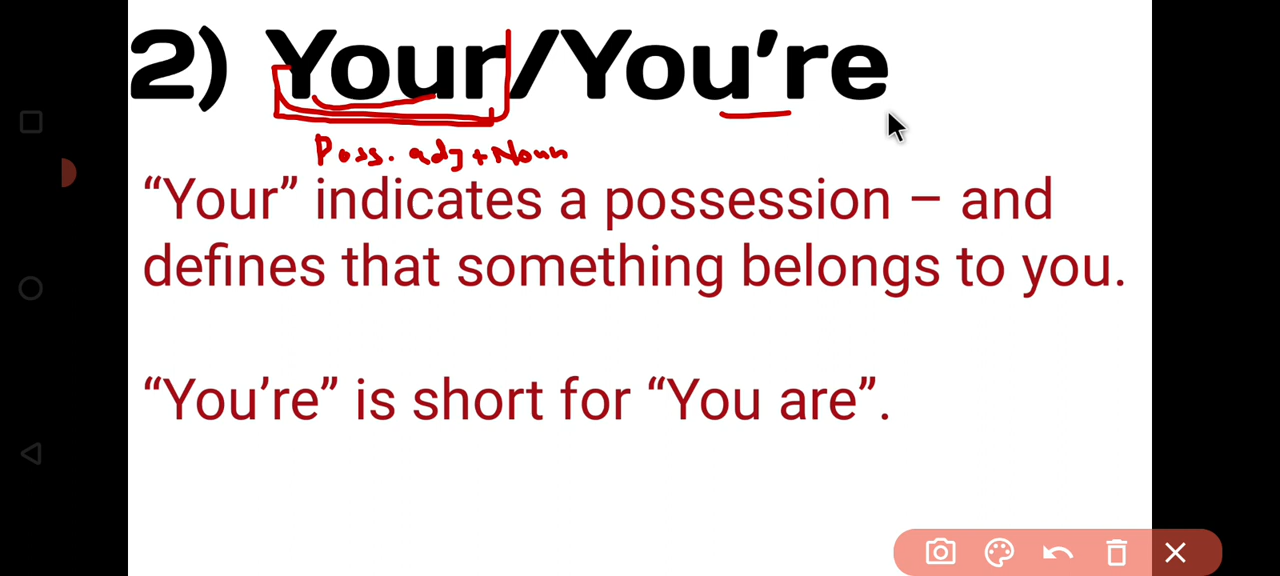 2) Your/You’re
Poss. adj + Noun
“Your” indicates a possession – and
defines that something belongs to you.
“You’re” is short for “You are”.